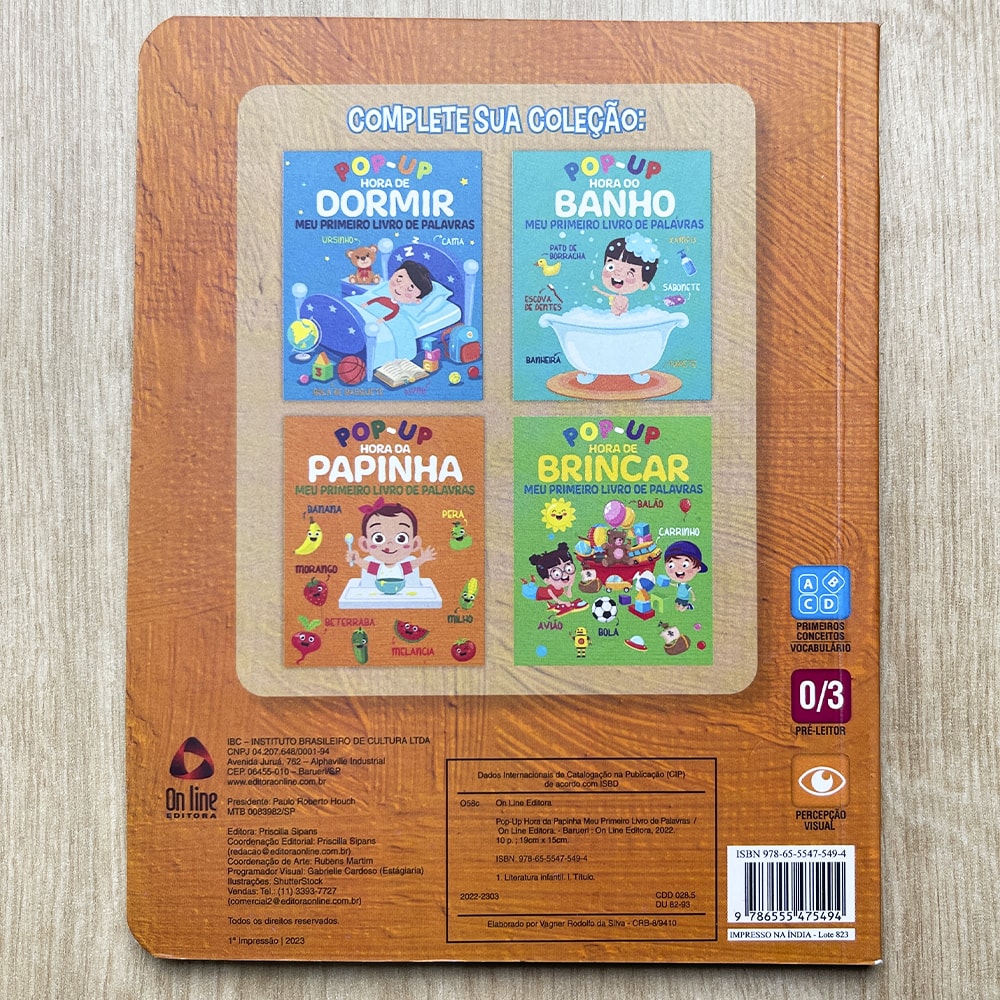 COMPLETE SUA COLEÇÃO:
POP-UP
HORA DE
DORMIR
MEU PRIMEIRO LIVRO DE PALAVRAS
URSINHO
CAMA
POP-UP
HORA DO
BANHO
MEU PRIMEIRO LIVRO DE PALAVRAS
PATO DE
BORRACHA
SABONETE
ESCOVA
DE DENTES
BANHEIRA
POP-UP
HORA DA
PAPINHA
MEU PRIMEIRO LIVRO DE PALAVRAS
BANANA
PERA
MORANGO
MILHO
BETERRABA
MELANCIA
POP-UP
HORA DE
BRINCAR
MEU PRIMEIRO LIVRO DE PALAVRAS
BALÃO
CARRINHO
AVIÃO
BOLA
A B C D
PRIMEIROS
CONCEITOS
VOCABULÁRIO
0/3
PRÉ-LEITOR
PERCEPÇÃO
VISUAL
On line
EDITORA
IBC – INSTITUTO BRASILEIRO DE CULTURA LTDA
CNPJ 04.207.648/0001-94
Avenida Juruá, 762 – Alphaville Industrial
CEP. 06455-010 – Barueri/SP
www.editoraonline.com.br
Presidente: Paulo Roberto Houch
MTB 0083982/SP
Editora: Priscilla Sipans
Coordenação Editorial: Priscilla Sipans
(redacao@editoraonline.com.br)
Coordenação de Arte: Rubens Martim
Programador Visual: Gabrielle Cardoso (Estágiaria)
Ilustrações: ShutterStock
Vendas: Tel.: (11) 3393-7727
(comercial2@editoraonline.com.br)
Todos os direitos reservados.
1ª Impressão | 2023
Dados Internacionais de Catalogação na Publicação (CIP)
de acordo com ISBD
O58c On Line Editora
Pop-Up Hora da Papinha Meu Primeiro Livro de Palavras /
On Line Editora. - Barueri : On Line Editora, 2022.
10 p. ; 19cm x 15cm.
ISBN: 978-65-5547-549-4
1. Literatura infantil. I. Título.
2022-2303 CDD 028.5
DU 82-93
Elaborado por Vagner Rodolfo da Silva - CRB-8/9410
ISBN 978-65-5547-549-4
9 786555 475494
IMPRESSO NA ÍNDIA - Lote 823